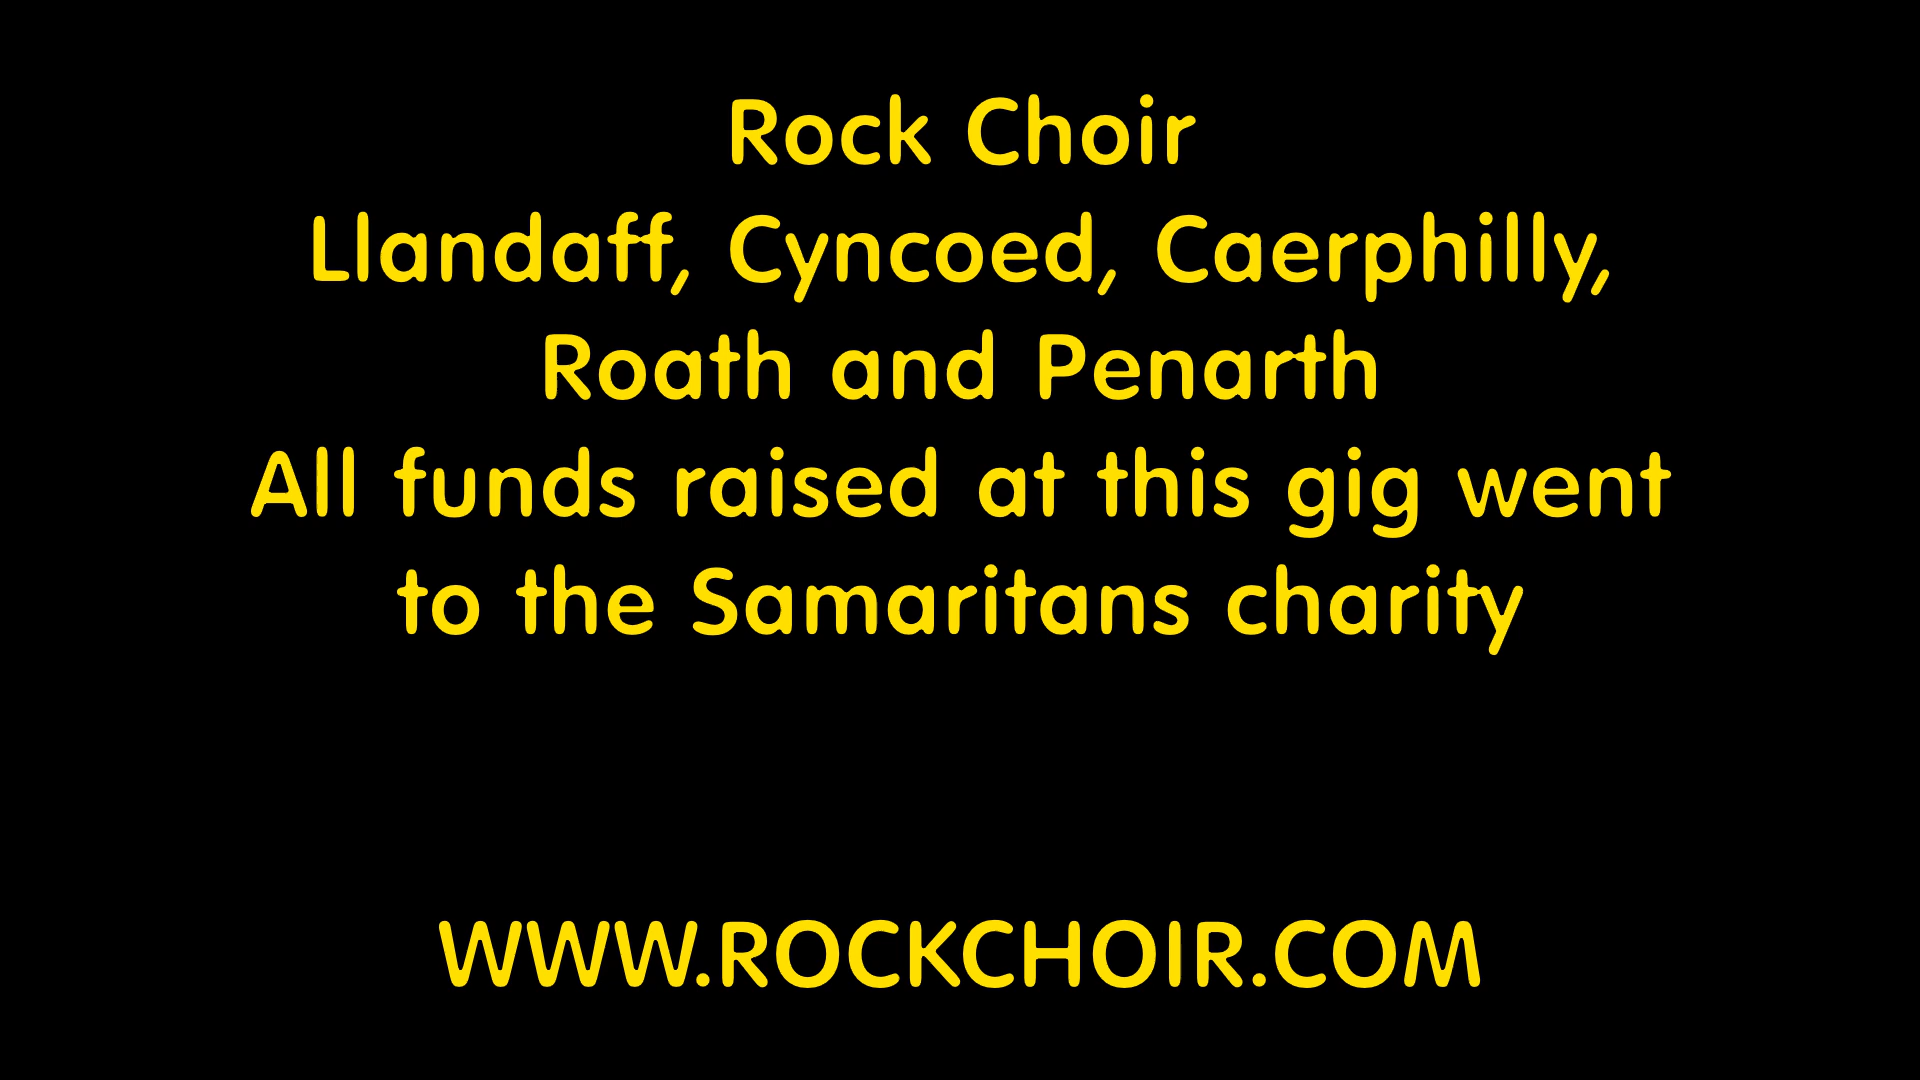 Rock Choir
Llandaff, Cyncoed, Caerphilly,
Roath and Penarth
All funds raised at this gig went
to the Samaritans charity
WWW.ROCKCHOIR.COM